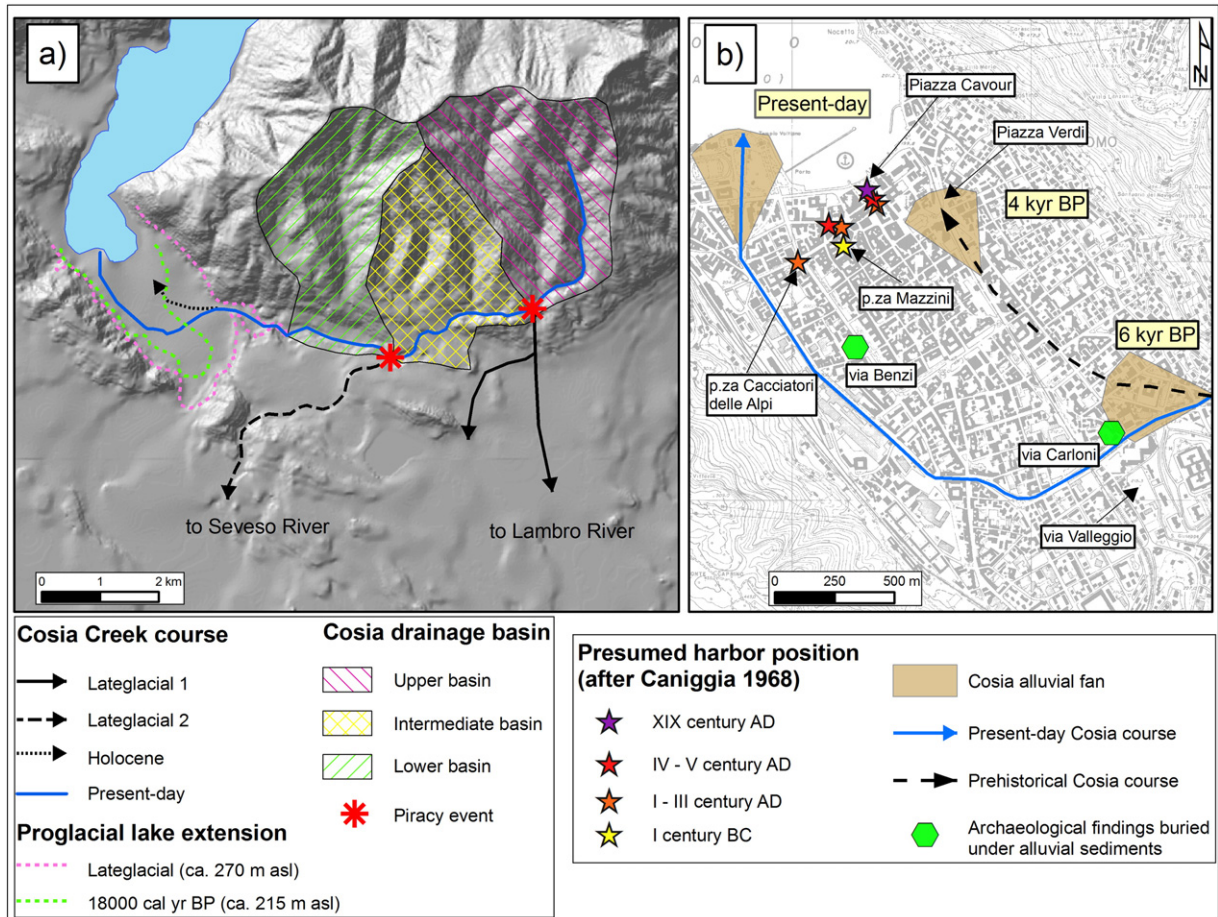 a)
to Seveso River
to Lambro River
0 1 2 km
b)
Nocetto
Piazza Cavour
Present-day
Piazza Verdi
Porto
OMO
4 kyr BP
p.za Mazzini
6 kyr BP
via Benzi
p.za Cacciatori
delle Alpi
via Carloni
via Valleggio
0 250 500 m
N
Cosia Creek course
Lateglacial 1
Lateglacial 2
Holocene
Present-day
Proglacial lake extension
Lateglacial (ca. 270 m asl)
18000 cal yr BP (ca. 215 m asl)
Cosia drainage basin
Upper basin
Intermediate basin
Lower basin
Piracy event
Presumed harbor position
(after Caniggia 1968)
XIX century AD
IV - V century AD
I - III century AD
I century BC
Cosia alluvial fan
Present-day Cosia course
Prehistorical Cosia course
Archaeological findings buried
under alluvial sediments